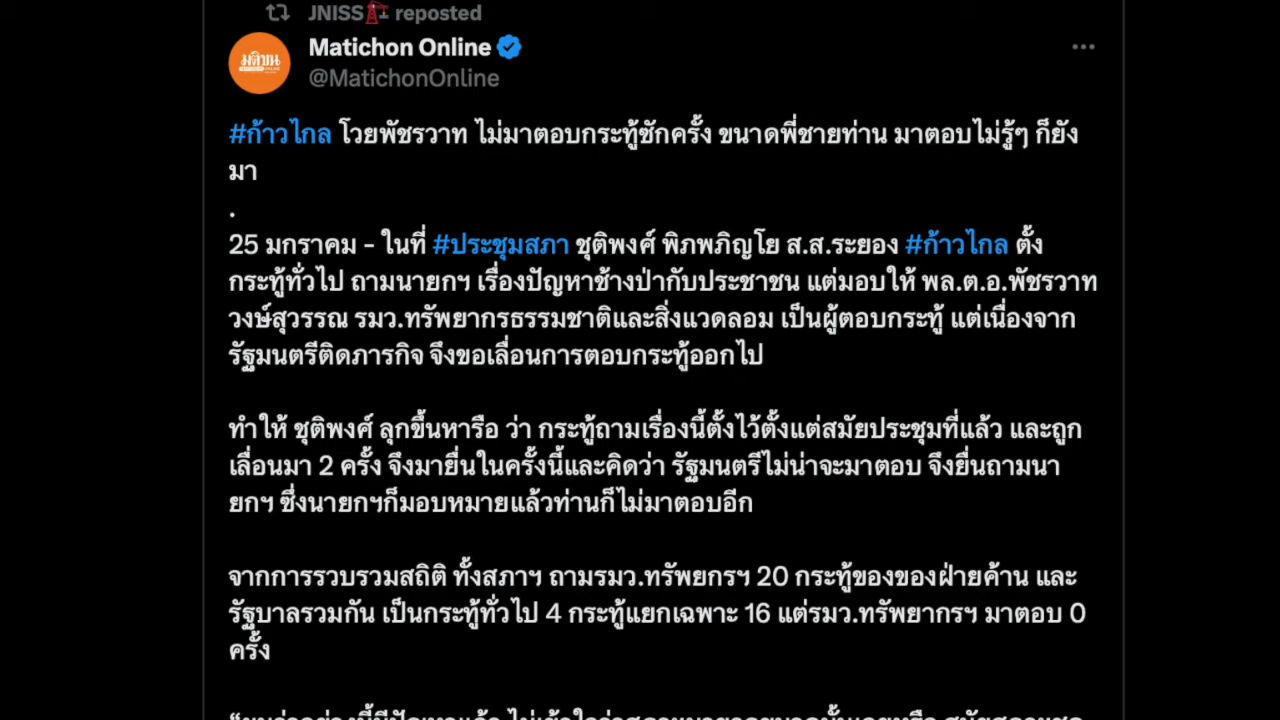 JNISS🏗️ reposted
Matichon Online
@MatichonOnline
มติชน
#ก้าวไกล โวยพัชรวาท ไม่มาตอบกระทู้ซักครั้ง ขนาดพี่ชายท่าน มาตอบไม่รู้ๆ ก็ยัง
มา
.
25 มกราคม - ในที่ #ประชุมสภา ชุติพงศ์ พิภพภิญโย ส.ส.ระยอง #ก้าวไกล ตั้ง
กระทู้ทั่วไป ถามนายกฯ เรื่องปัญหาช้างป่ากับประชาชน แต่มอบให้ พล.ต.อ.พัชรวาท
วงษ์สุวรรณ รมว.ทรัพยากรธรรมชาติและสิ่งแวดลอม เป็นผู้ตอบกระทู้ แต่เนื่องจาก
รัฐมนตรีติดภารกิจ จึงขอเลื่อนการตอบกระทู้ออกไป
ทำให้ ชุติพงศ์ ลุกขึ้นหารือ ว่า กระทู้ถามเรื่องนี้ตั้งไว้ตั้งแต่สมัยประชุมที่แล้ว และถูก
เลื่อนมา 2 ครั้ง จึงมายื่นในครั้งนี้และคิดว่า รัฐมนตรีไม่น่าจะมาตอบ จึงยื่นถามนา
ยกฯ ซึ่งนายกฯก็มอบหมายแล้วท่านก็ไม่มาตอบอีก
จากการรวบรวมสถิติ ทั้งสภาฯ ถามรมว.ทรัพยกรฯ 20 กระทู้ของของฝ่ายค้าน และ
รัฐบาลรวมกัน เป็นกระทู้ทั่วไป 4 กระทู้แยกเฉพาะ 16 แต่รมว.ทรัพยากรฯ มาตอบ 0
ครั้ง